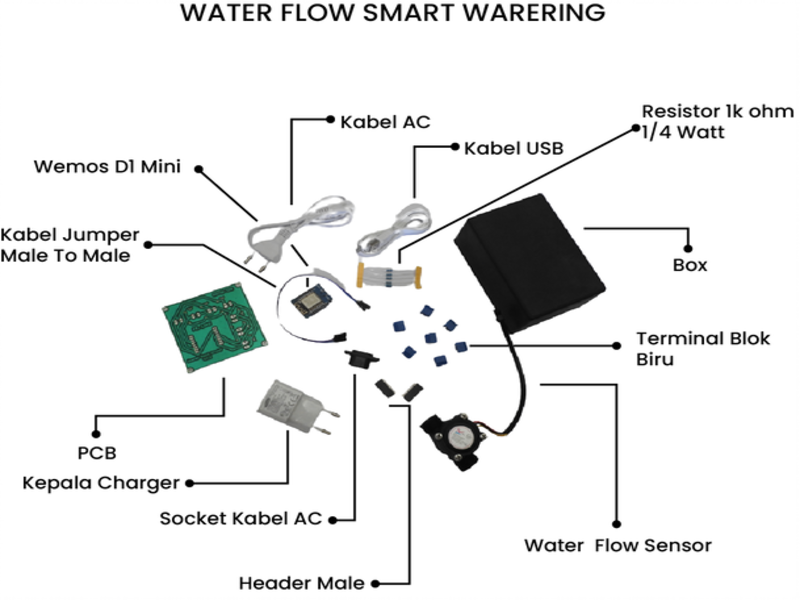 WATER FLOW SMART WARERING
Kabel AC
Resistor 1k ohm
1/4 Watt
Kabel USB
Wemos D1 Mini
Kabel Jumper
Male To Male
Box
Terminal Blok
Biru
PCB
Kepala Charger
Socket Kabel AC
Water Flow Sensor
Header Male